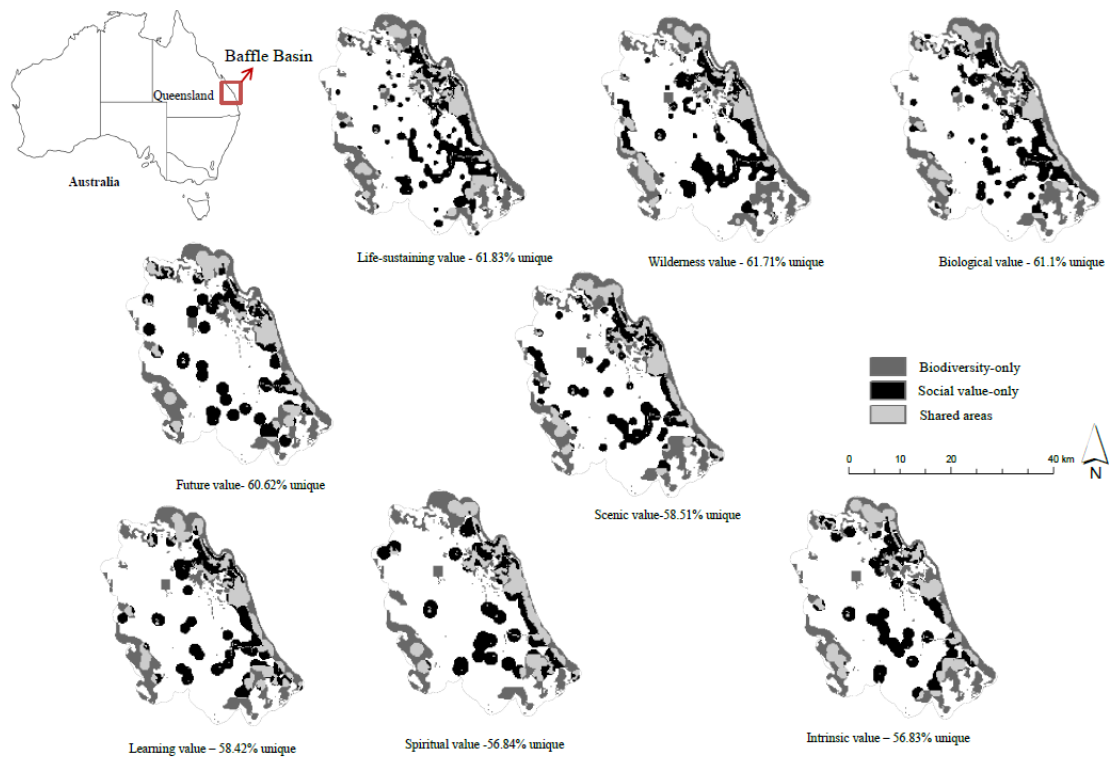 Baffle Basin
Queensland
Australia
Life-sustaining value - 61.83% unique
Wilderness value - 61.71% unique
Biological value - 61.1% unique
Future value- 60.62% unique
Scenic value-58.51% unique
Biodiversity-only
Social value-only
Shared areas
0 10 20 40 km
N
Learning value – 58.42% unique
Spiritual value -56.84% unique
Intrinsic value – 56.83% unique